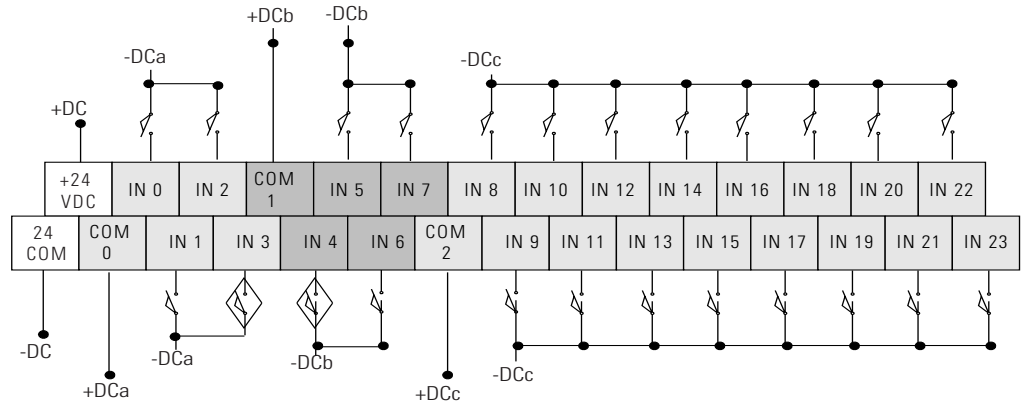 +DCb
-DCb
-DCa
-DCc
+DC
+24 VDC
IN 0
IN 2
COM 1
IN 5
IN 7
IN 8
IN 10
IN 12
IN 14
IN 16
IN 18
IN 20
IN 22
24 COM
COM 0
IN 1
IN 3
IN 4
IN 6
COM 2
IN 9
IN 11
IN 13
IN 15
IN 17
IN 19
IN 21
IN 23
-DC
-DCa
-DCb
-DCc
+DCa
+DCc